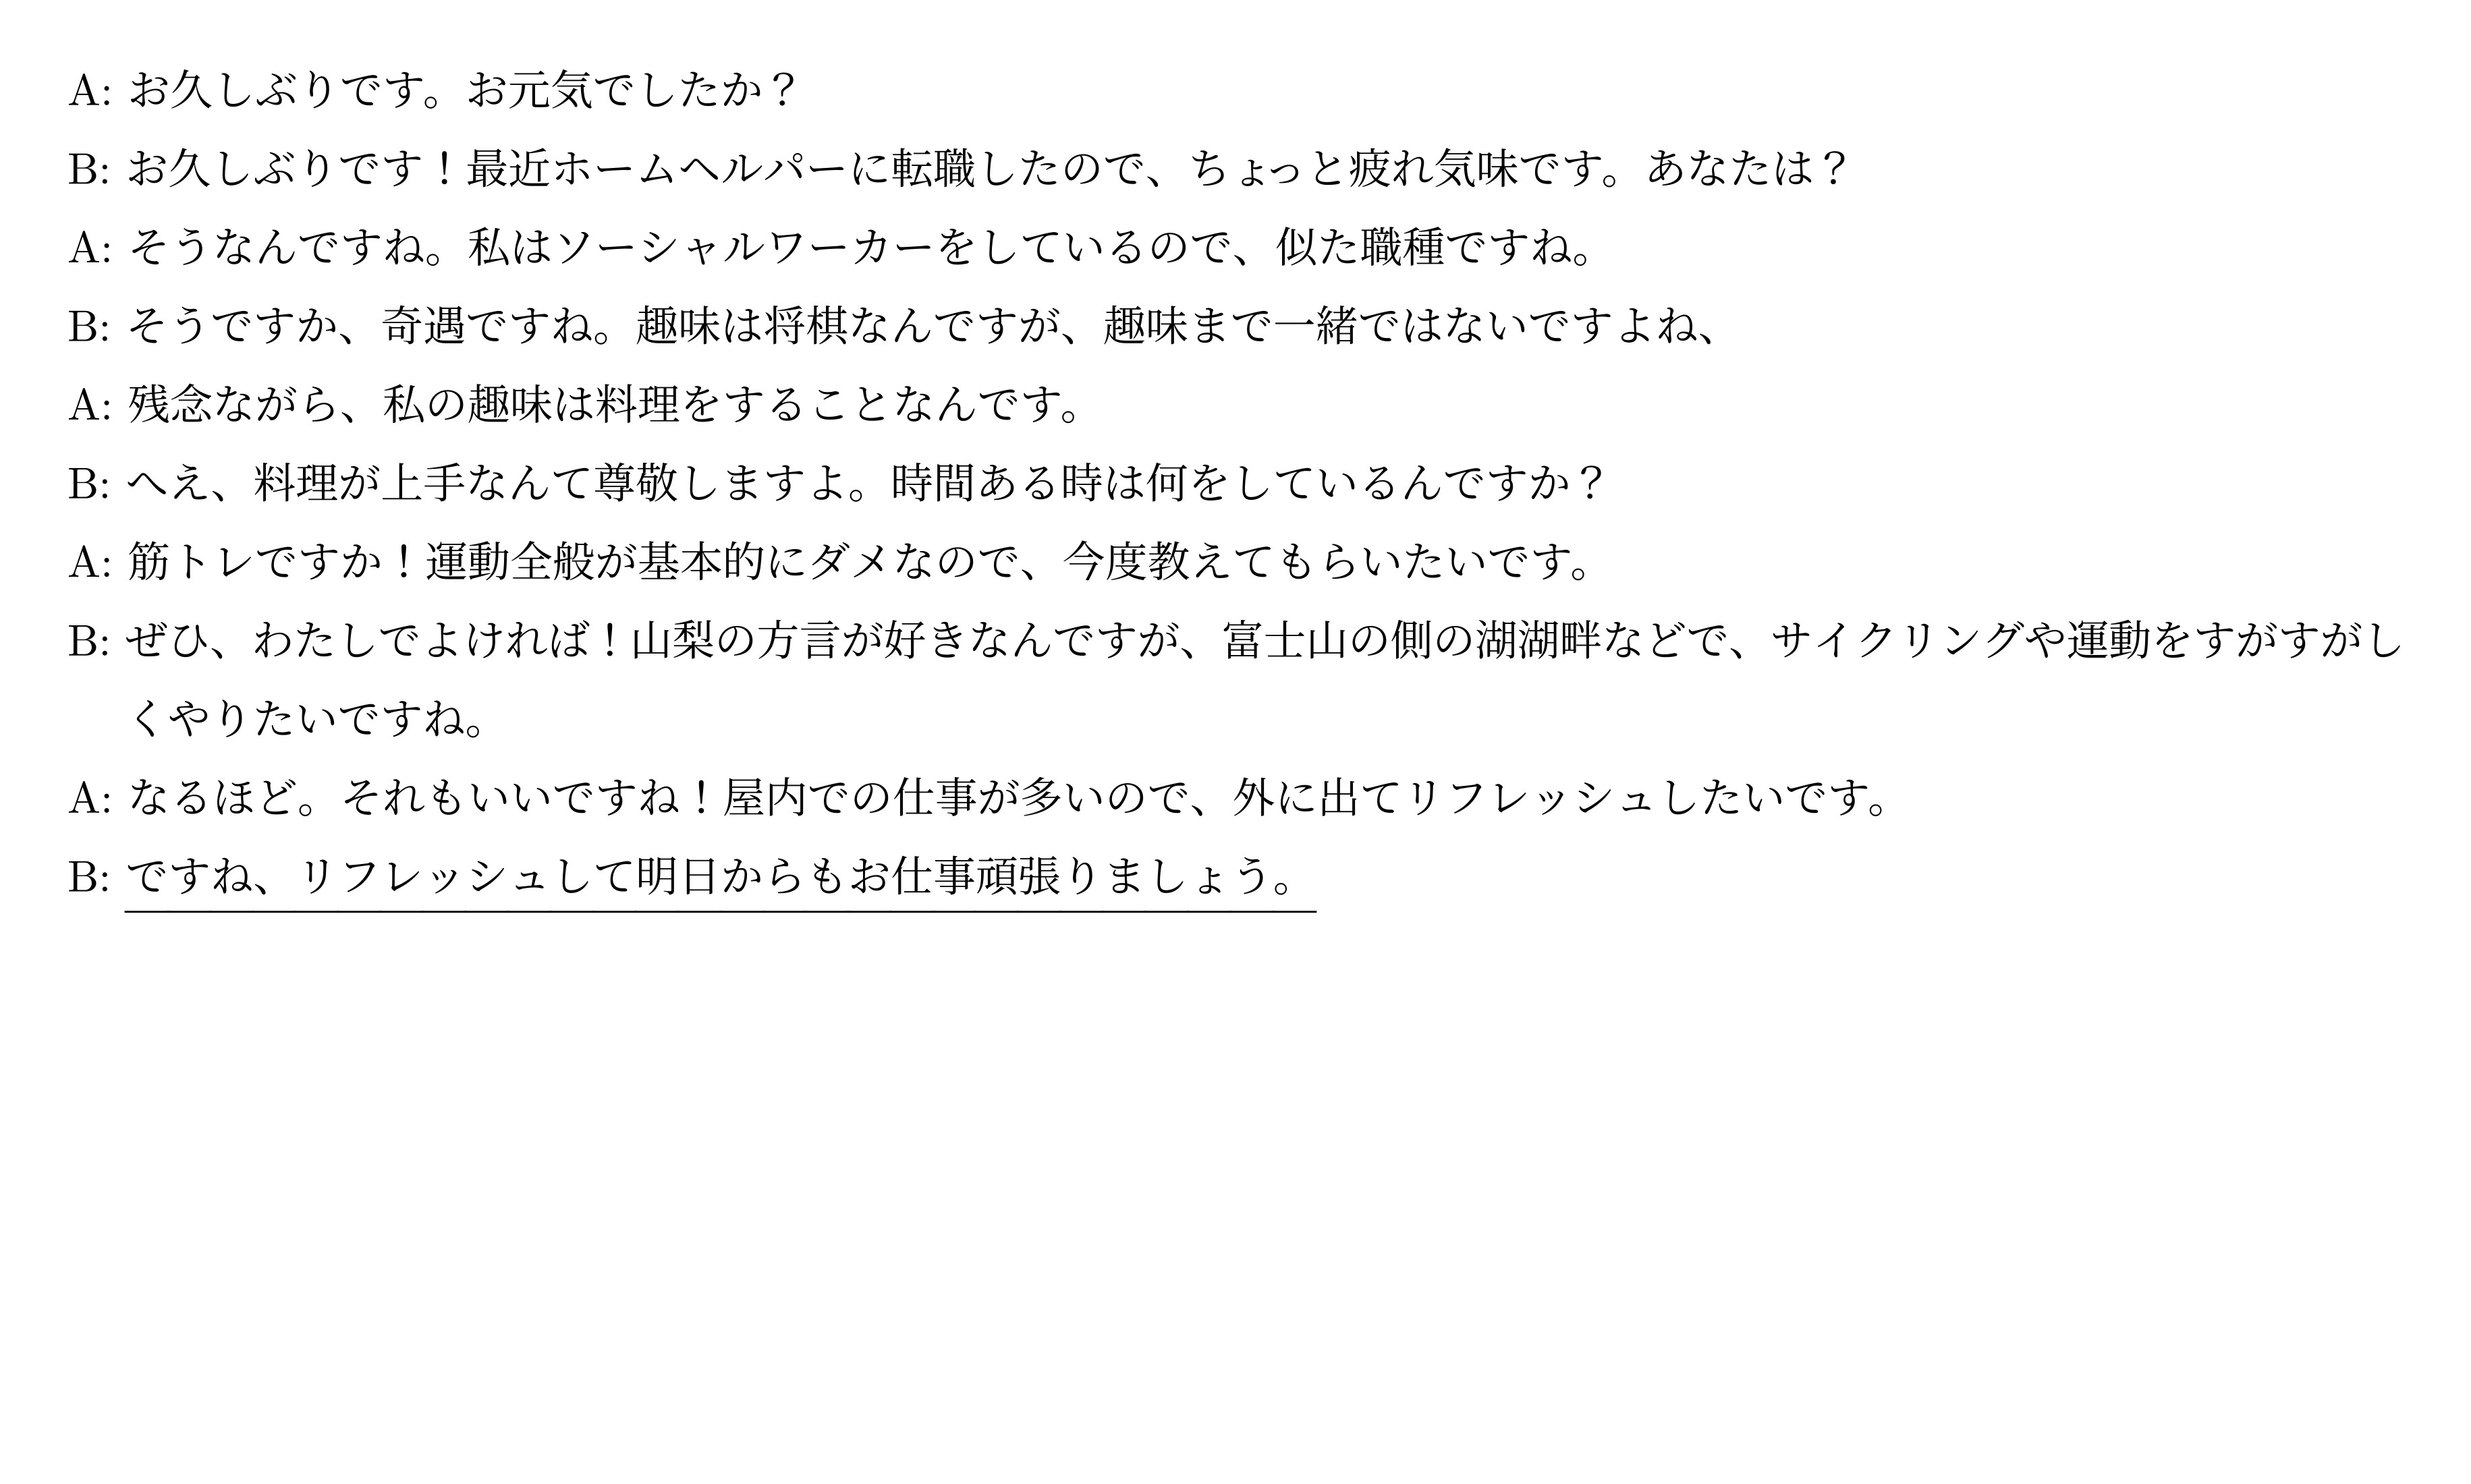 A: お久しぶりです。お元気でしたか？
B: お久しぶりです！最近ホームヘルパーに転職したので、ちょっと疲れ気味です。あなたは？
A: そうなんですね。私はソーシャルワーカーをしているので、似た職種ですね。
B: そうですか、奇遇ですね。趣味は将棋なんですが、趣味まで一緒ではないですよね、
A: 残念ながら、私の趣味は料理をすることなんです。
B: へえ、料理が上手なんて尊敬しますよ。時間ある時は何をしているんですか？
A: 筋トレですか！運動全般が基本的にダメなので、今度教えてもらいたいです。
B: ぜひ、わたしでよければ！山梨の方言が好きなんですが、富士山の側の湖湖畔などで、サイクリングや運動をすがすがし
くやりたいですね。
A: なるほど。それもいいですね！屋内での仕事が多いので、外に出てリフレッシュしたいです。
B: ですね、リフレッシュして明日からもお仕事頑張りましょう。